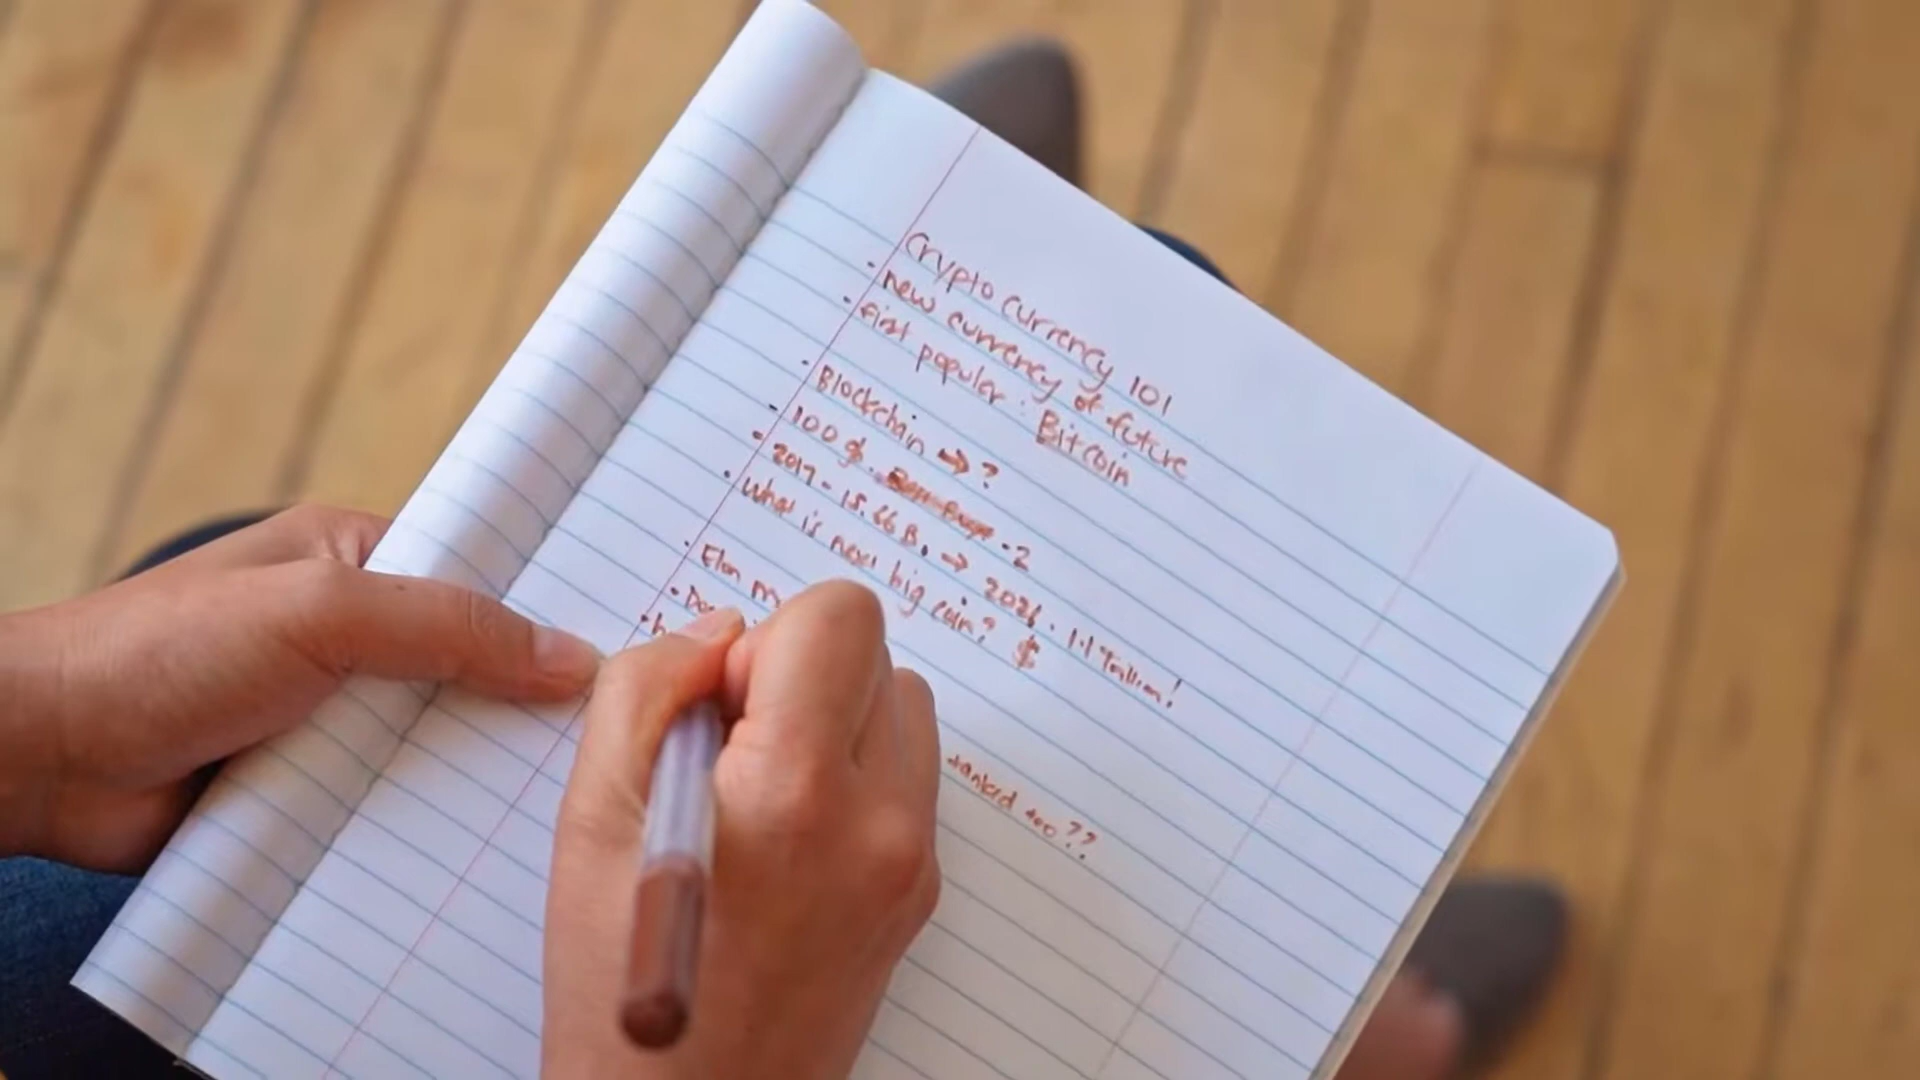 Crypto currency 101
· new currency of future
· first popular : Bitcoin
· Blockchain → ?
- 100 $. - 2
· 2017 - 15.66 B. → 2021 · 1.1 Trillion!
· What is next big coin? $
· Elon
tanked too ??